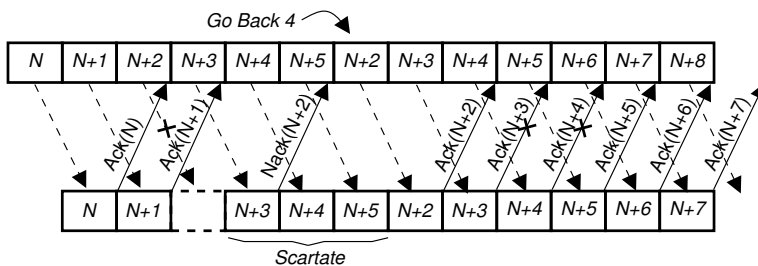 Go Back 4
N N+1 N+2 N+3 N+4 N+5 N+2 N+3 N+4 N+5 N+6 N+7 N+8
Ack(N) Ack(N+1) Nack(N+2) Ack(N+2) Ack(N+3) Ack(N+4) Ack(N+5) Ack(N+6) Ack(N+7)
N N+1 N+3 N+4 N+5 N+2 N+3 N+4 N+5 N+6 N+7
Scartate